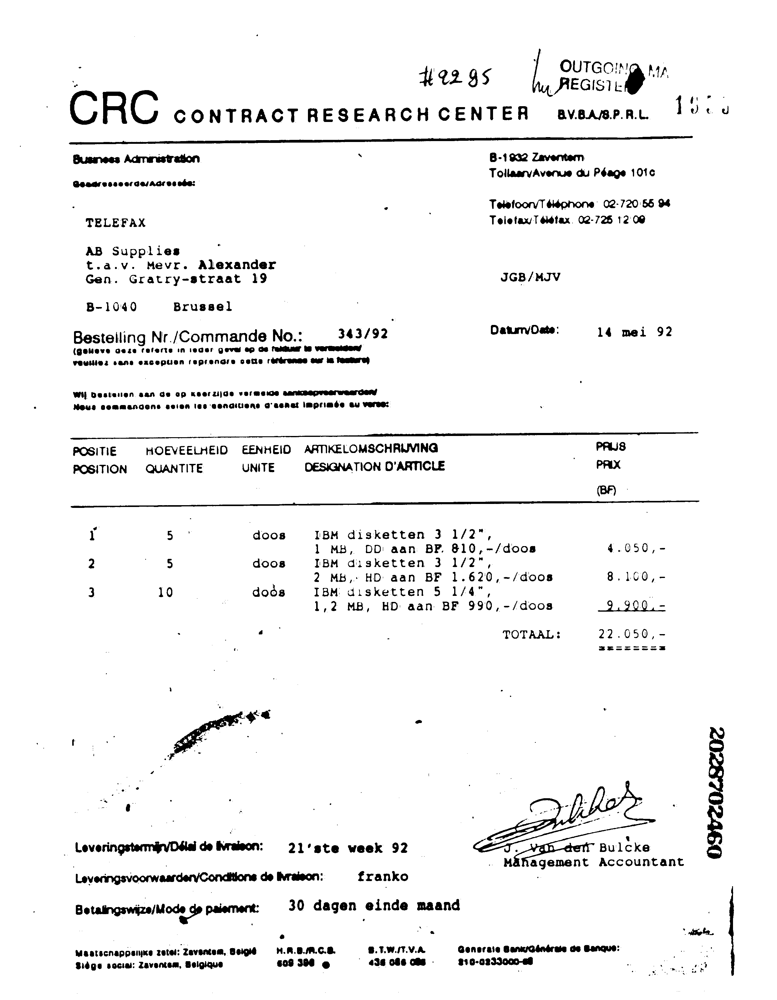 #9295
OUTGOING MA
REGISTER
CRC CONTRACT RESEARCH CENTER B.V.B.A./S.P.R.L.
Business Administration
B-1932 Zaventem
Tollaan/Avenue du Péage 101c
Geadresseerde/Adressée:
Telefoon/Téléphone: 02-720 55 94
Telefax/Téléfax: 02-725 12 09
TELEFAX
AB Supplies
t.a.v. Mevr. Alexander
Gen. Gratry-straat 19
JGB/MJV
B-1040 Brussel
Bestelling Nr./Commande No.: 343/92
Datum/Date: 14 mei 92
(gelieve deze referte in ieder geval op de faktuur te vermelden/
veuillez sans exception reprendre cette référence sur la facture)
Wij bestellen aan de op keerzijde vermelde aankoopvoorwaarden/
Nous commandons selon les conditions d'achat imprimée au verso:
POSITIE HOEVEELHEID EENHEID ARTIKELOMSCHRIJVING PRIJS
POSITION QUANTITE UNITE DESIGNATION D'ARTICLE PRIX
(BF)
1 5 doos IBM disketten 3 1/2",
1 MB, DD aan BF 810,-/doos 4.050,-
2 5 doos IBM disketten 3 1/2",
2 MB, HD aan BF 1.620,-/doos 8.100,-
3 10 doos IBM disketten 5 1/4",
1,2 MB, HD aan BF 990,-/doos 9.900,-
TOTAAL: 22.050,-
========
2028702460
Leveringstermijn/Délai de livraison: 21'ste week 92
J. Van den Bulcke
Management Accountant
Leveringsvoorwaarden/Conditions de livraison: franko
Betalingswijze/Mode de paiement: 30 dagen einde maand
Maatschappelijke zetel: Zaventem, België H.R.B./R.C.B. B.T.W./T.V.A. Generale Bank/Générale de Banque:
Siége social: Zaventem, Belgique 609 396 436 086 086 210-0233000-